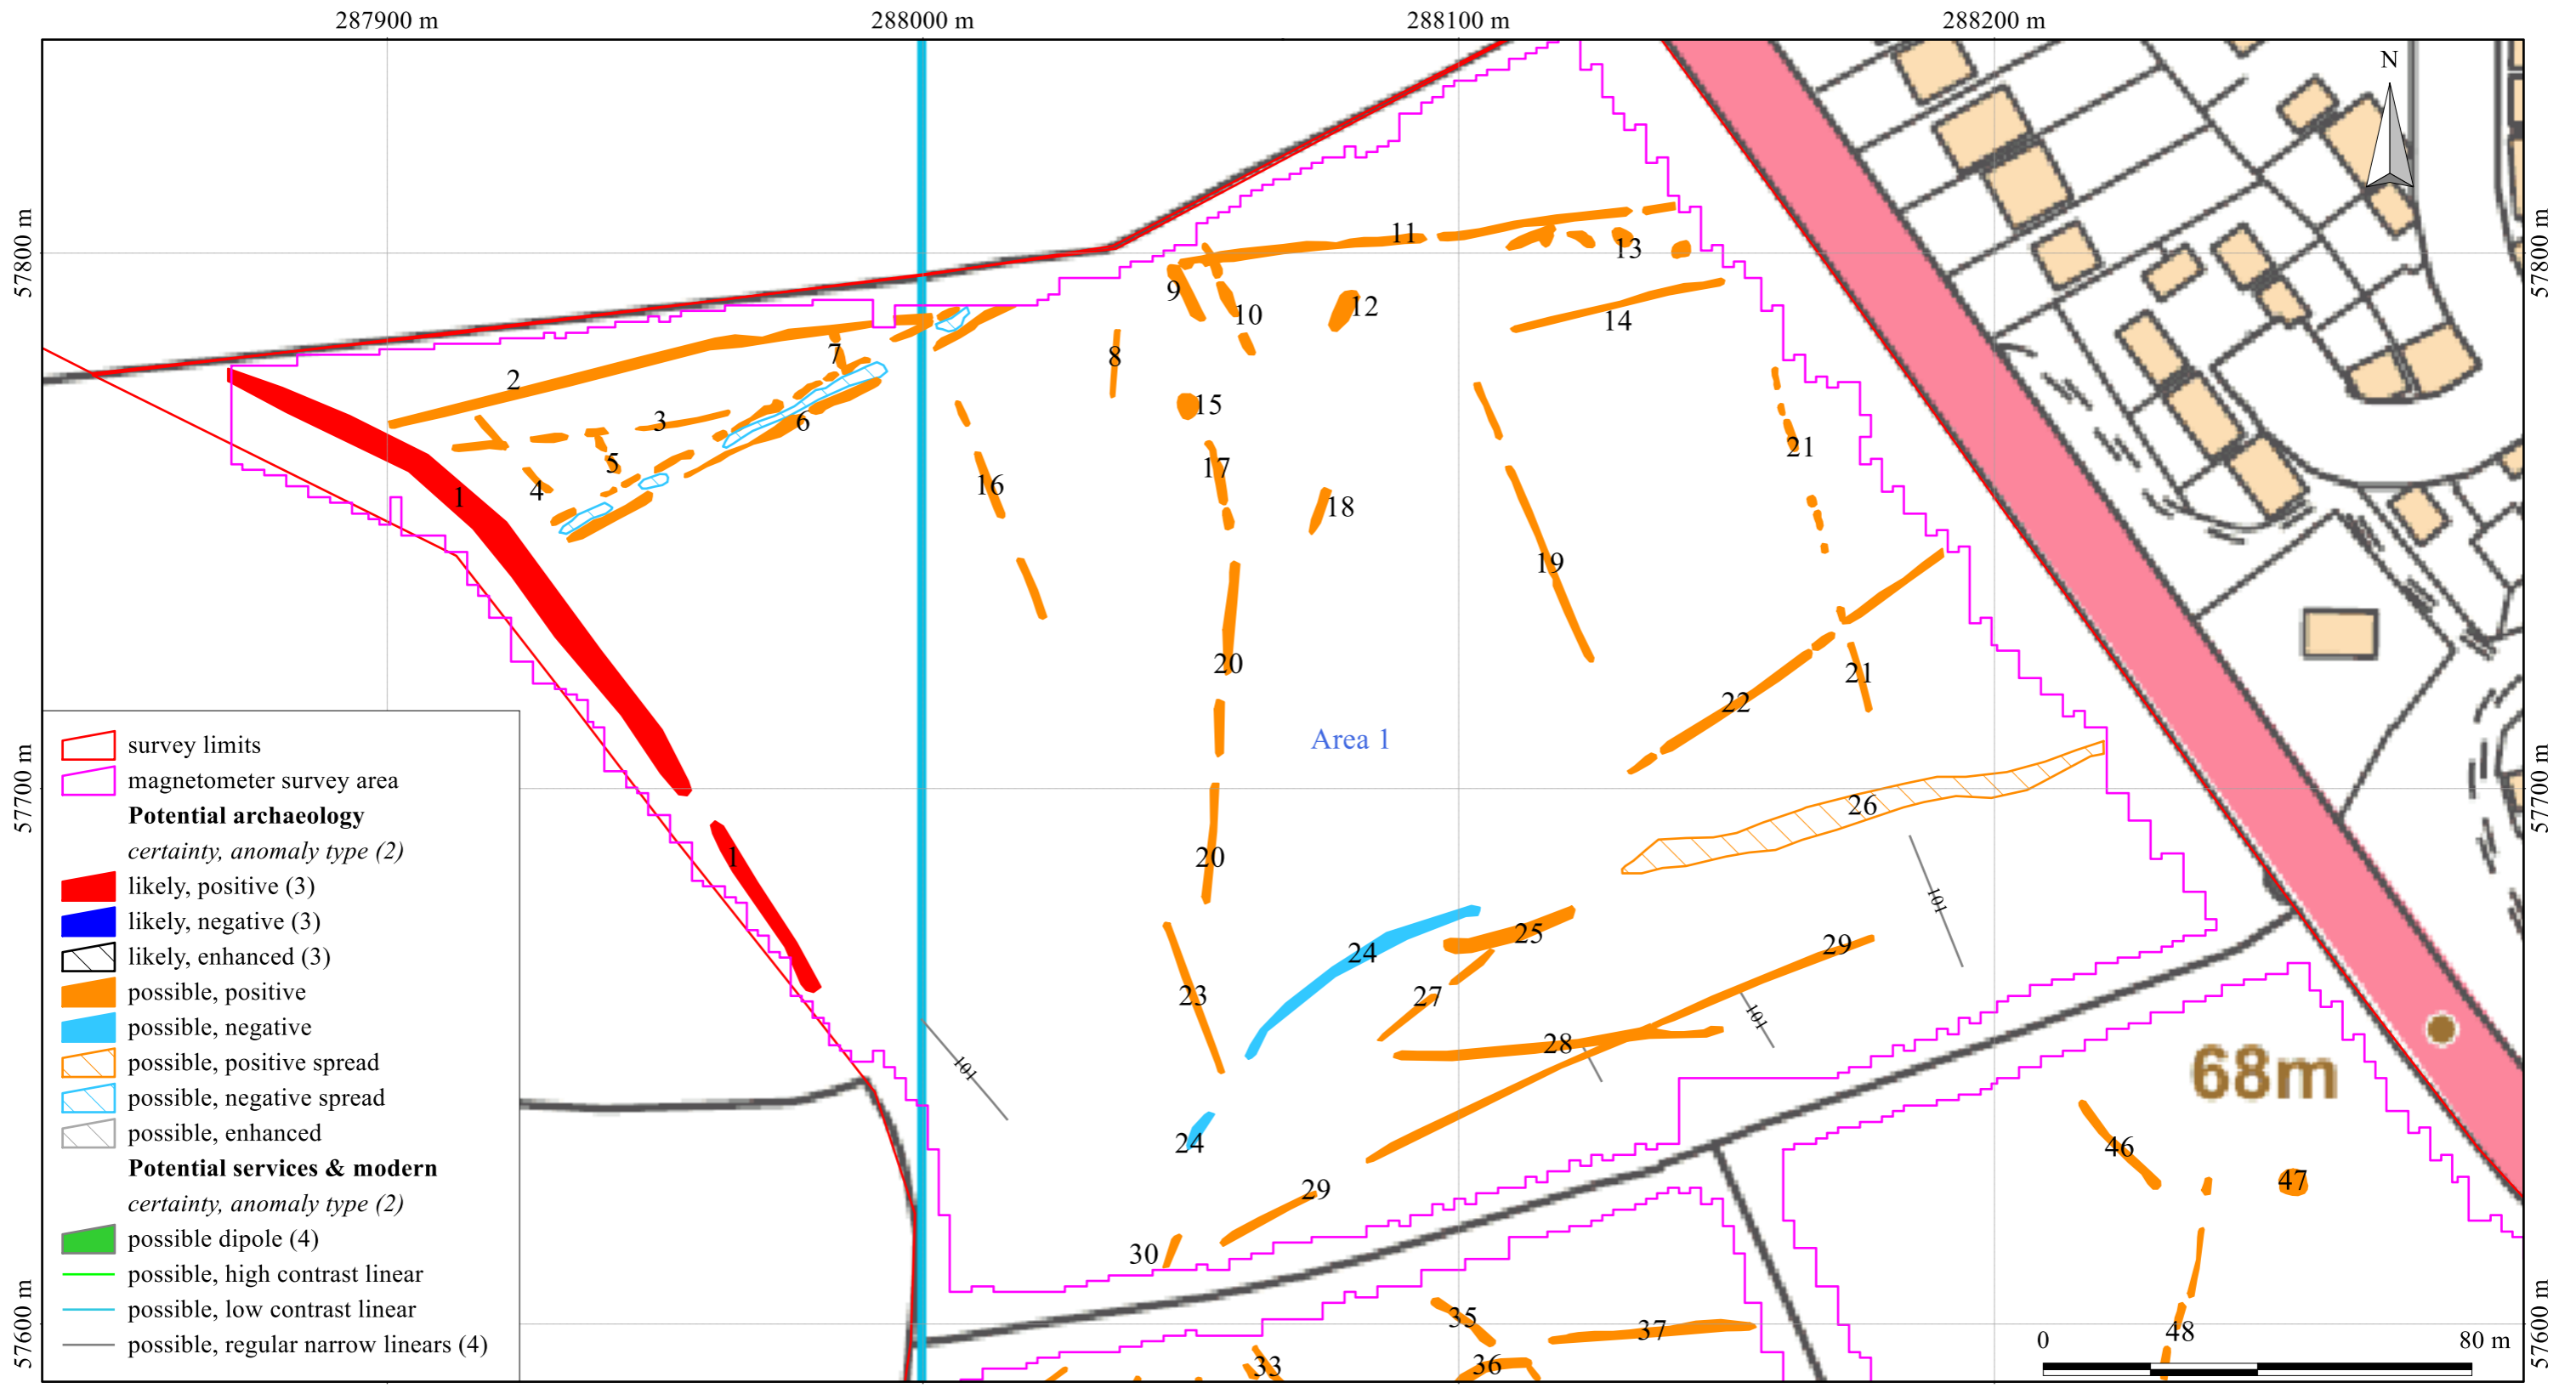 287900 m 288000 m 288100 m 288200 m
N
57800 m 57800 m
11
13
9
10
12
14
7
8
2
3
6
15
21
5
4
1
16
17
18
19
20
21
22
Area 1
57700 m 57700 m
26
1
20
101
24
25
29
23
27
101
28
101
68m
24
46
29
47
30
35
37
48
33
36
57600 m 57600 m
survey limits
magnetometer survey area
Potential archaeology
certainty, anomaly type (2)
likely, positive (3)
likely, negative (3)
likely, enhanced (3)
possible, positive
possible, negative
possible, positive spread
possible, negative spread
possible, enhanced
Potential services & modern
certainty, anomaly type (2)
possible dipole (4)
possible, high contrast linear
possible, low contrast linear
possible, regular narrow linears (4)
0 80 m